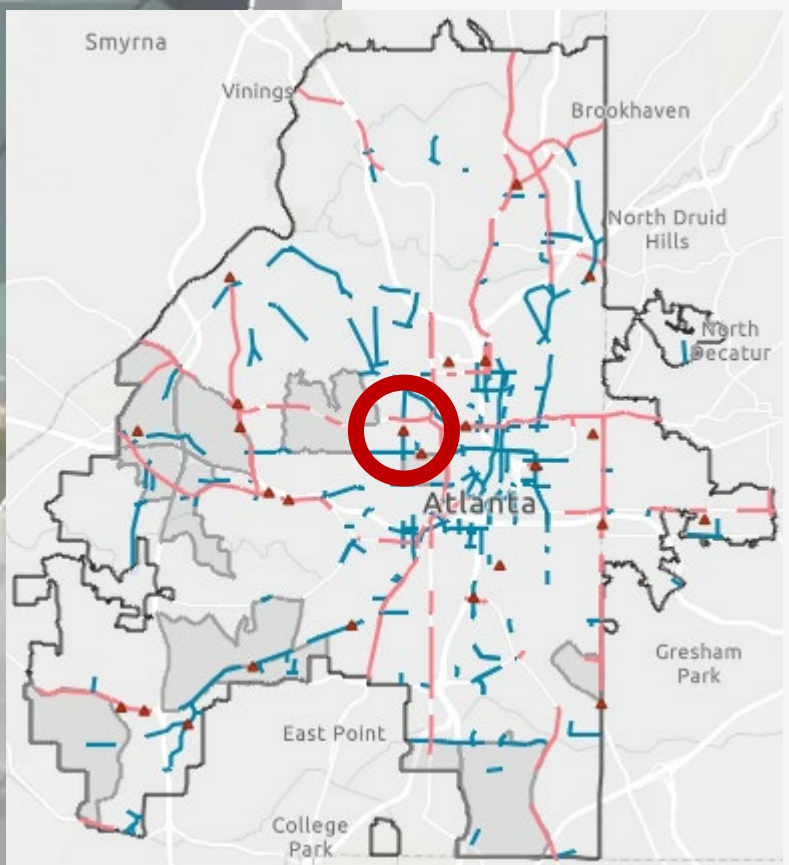 Smyrna
Vinings
Brookhaven
North Druid
Hills
North
Decatur
Atlanta
Gresham
Park
East Point
College
Park